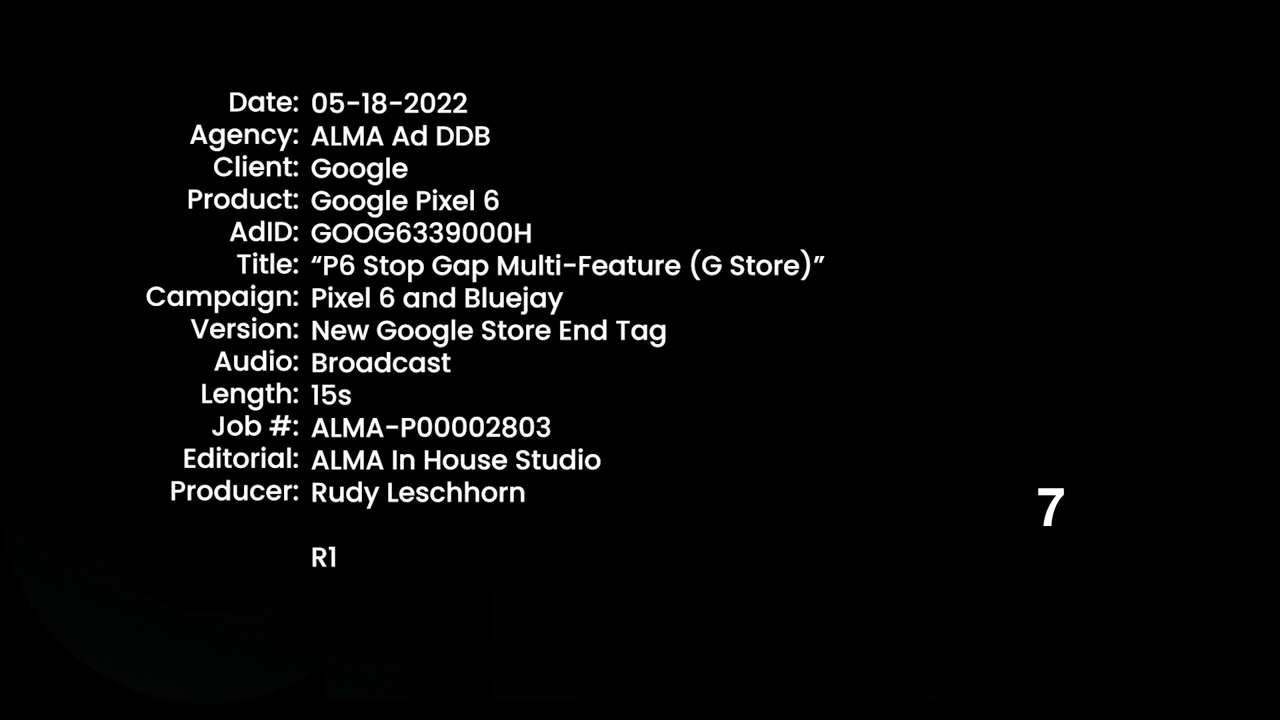 Date: 05-18-2022
Agency: ALMA Ad DDB
Client: Google
Product: Google Pixel 6
AdID: GOOG6339000H
Title: “P6 Stop Gap Multi-Feature (G Store)”
Campaign: Pixel 6 and Bluejay
Version: New Google Store End Tag
Audio: Broadcast
Length: 15s
Job #: ALMA-P00002803
Editorial: ALMA In House Studio
Producer: Rudy Leschhorn
7
R1